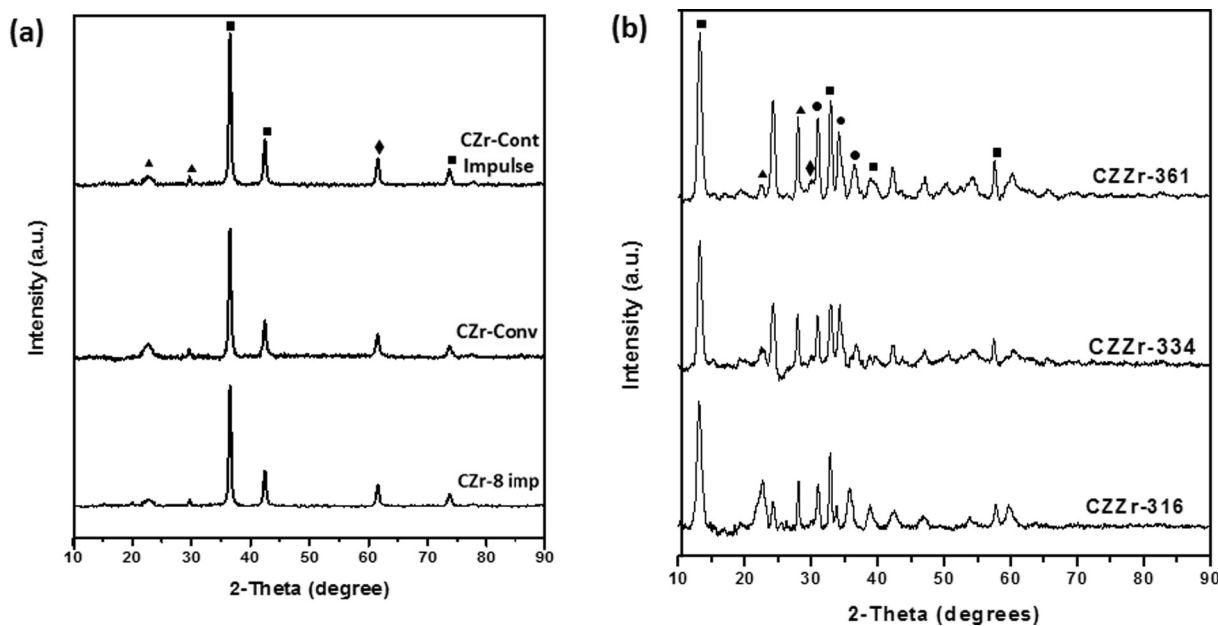 (a)
CZr-Cont
Impulse
CZr-Conv
CZr-8 imp
Intensity (a.u.)
10 20 30 40 50 60 70 80 90
2-Theta (degree)
(b)
CZZr-361
CZZr-334
CZZr-316
Intensity (a.u.)
10 20 30 40 50 60 70 80 90
2-Theta (degrees)